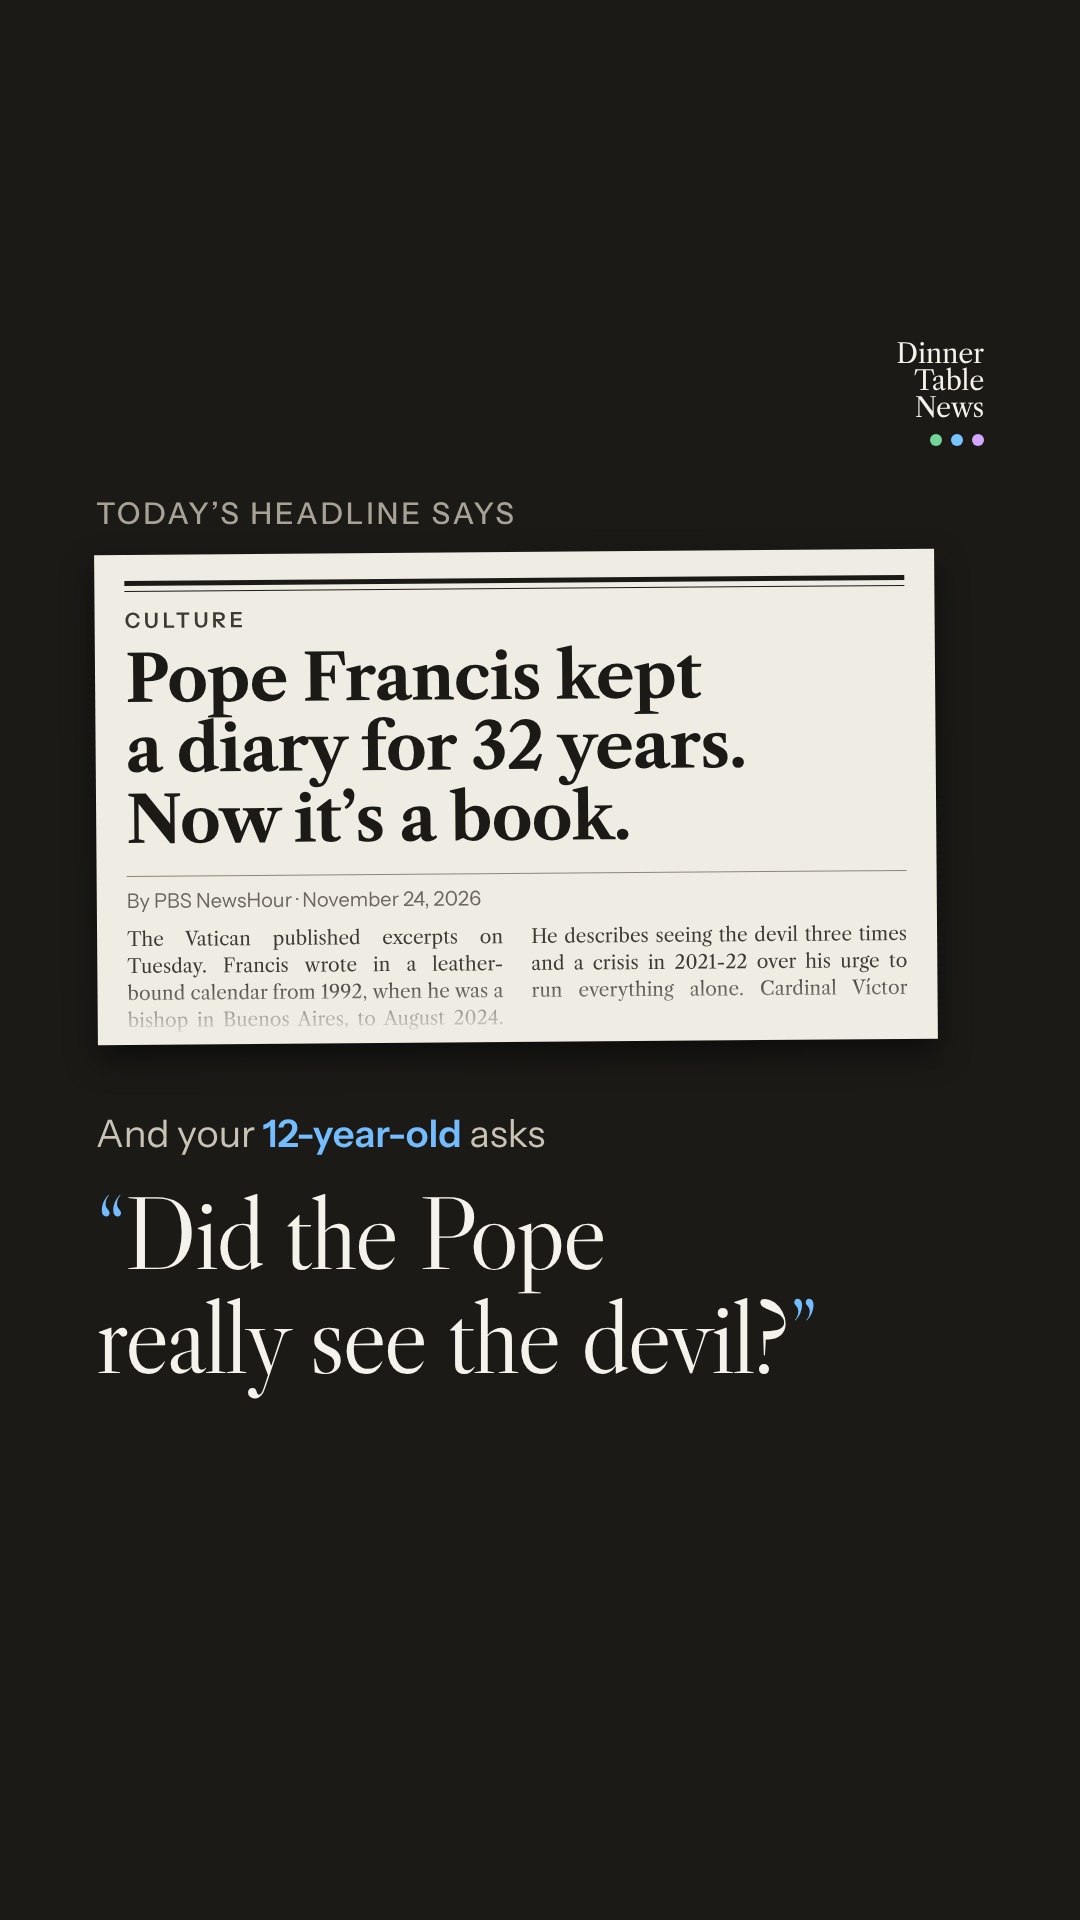 Dinner
Table
News
TODAY’S HEADLINE SAYS
CULTURE
Pope Francis kept
a diary for 32 years.
Now it’s a book.
By PBS NewsHour · November 24, 2026
The Vatican published excerpts on
Tuesday. Francis wrote in a leather-
bound calendar from 1992, when he was a
bishop in Buenos Aires, to August 2024.
He describes seeing the devil three times
and a crisis in 2021-22 over his urge to
run everything alone. Cardinal Víctor
And your 12-year-old asks
“Did the Pope
really see the devil?”